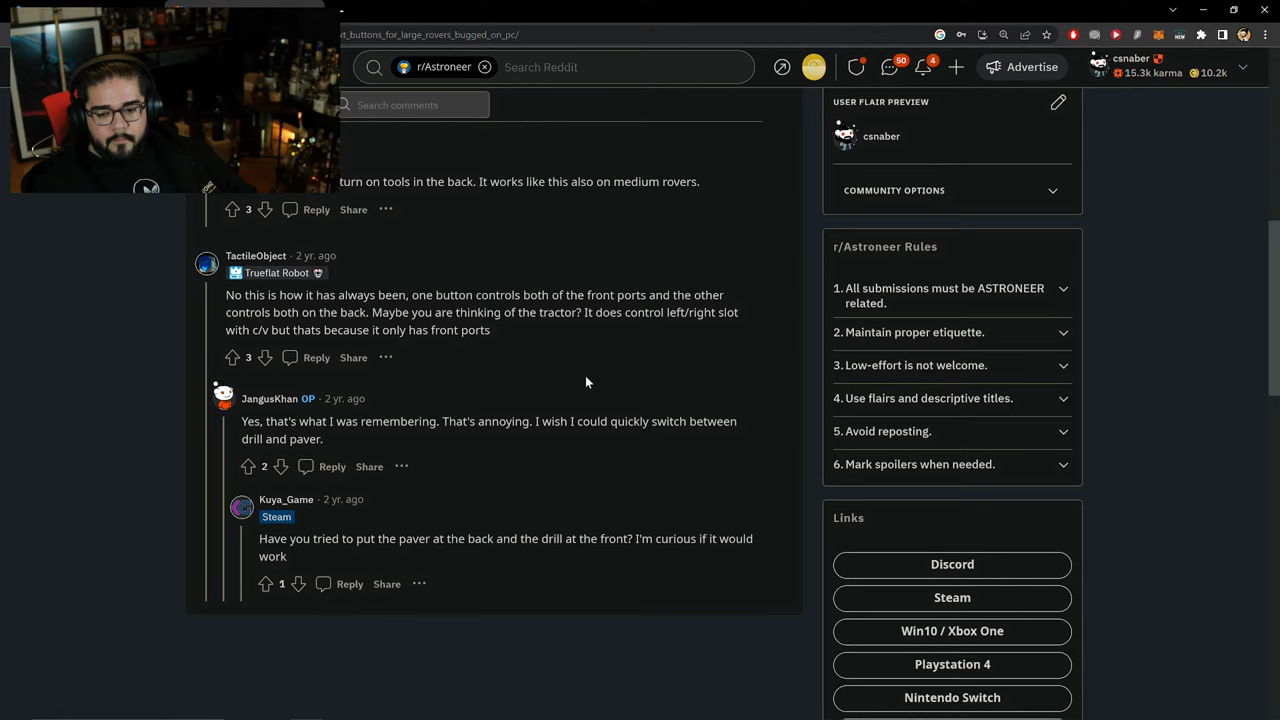 xt_buttons_for_large_rovers_bugged_on_pc/
r/Astroneer
Search Reddit
50
4
Advertise
csnaber
15.3k karma
10.2k
Search comments
turn on tools in the back. It works like this also on medium rovers.
3
Reply
Share
TactileObject · 2 yr. ago
Trueflat Robot
No this is how it has always been, one button controls both of the front ports and the other
controls both on the back. Maybe you are thinking of the tractor? It does control left/right slot
with c/v but thats because it only has front ports
3
Reply
Share
JangusKhan OP · 2 yr. ago
Yes, that's what I was remembering. That's annoying. I wish I could quickly switch between
drill and paver.
2
Reply
Share
Kuya_Game · 2 yr. ago
Steam
Have you tried to put the paver at the back and the drill at the front? I'm curious if it would
work
1
Reply
Share
USER FLAIR PREVIEW
csnaber
COMMUNITY OPTIONS
r/Astroneer Rules
1. All submissions must be ASTRONEER
related.
2. Maintain proper etiquette.
3. Low-effort is not welcome.
4. Use flairs and descriptive titles.
5. Avoid reposting.
6. Mark spoilers when needed.
Links
Discord
Steam
Win10 / Xbox One
Playstation 4
Nintendo Switch